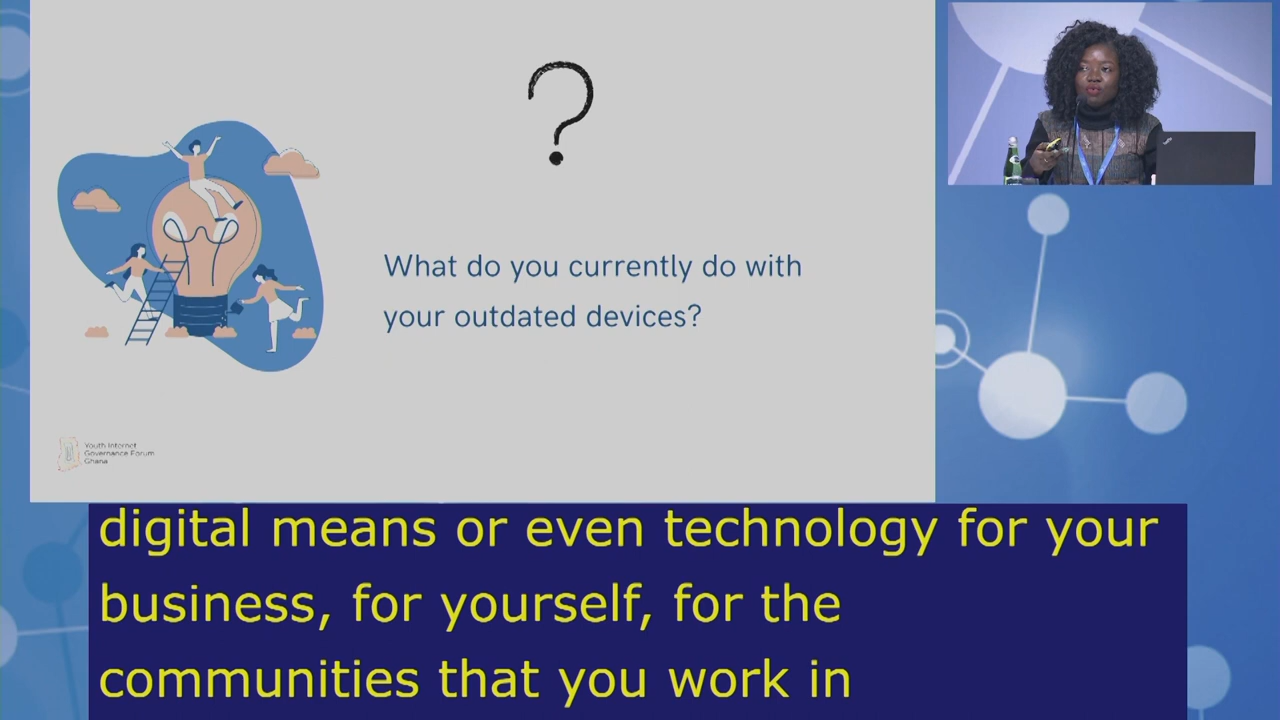 ?
What do you currently do with
your outdated devices?
Youth Internet
Governance Forum
Ghana
digital means or even technology for your
business, for yourself, for the
communities that you work in